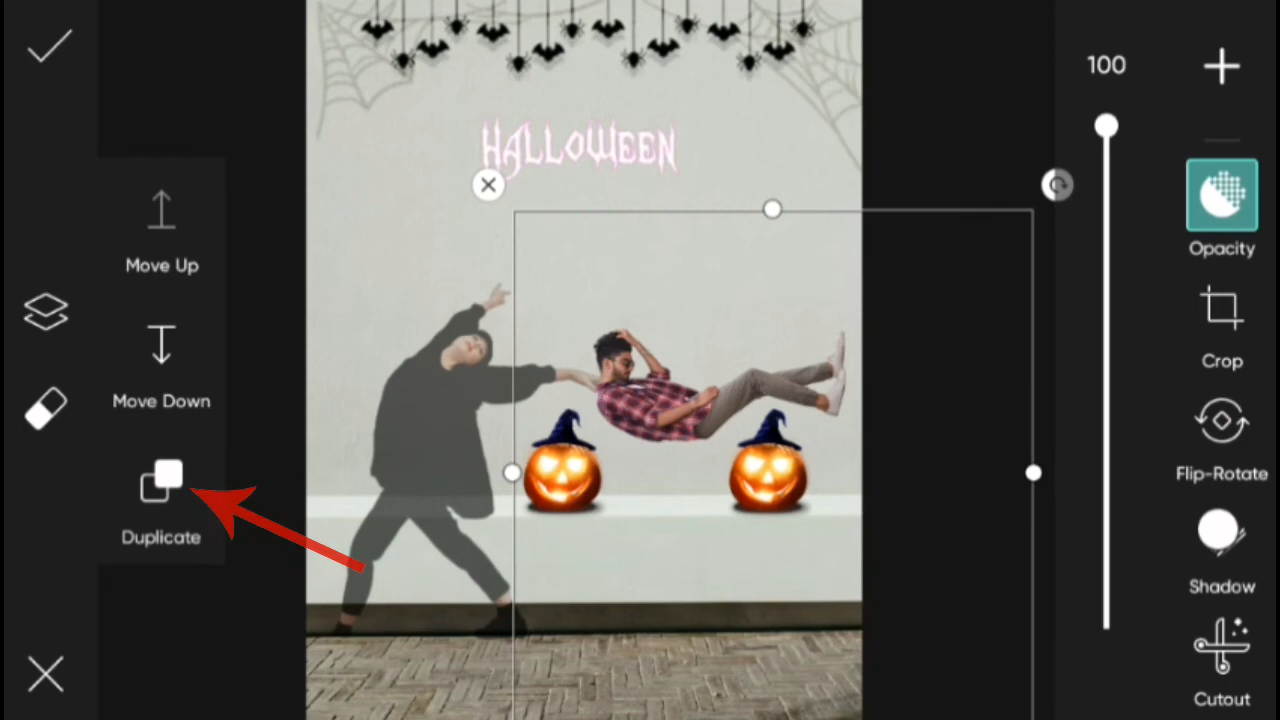 100
HALLOWEEN
Move Up
Move Down
Duplicate
Opacity
Crop
Flip-Rotate
Shadow
Cutout